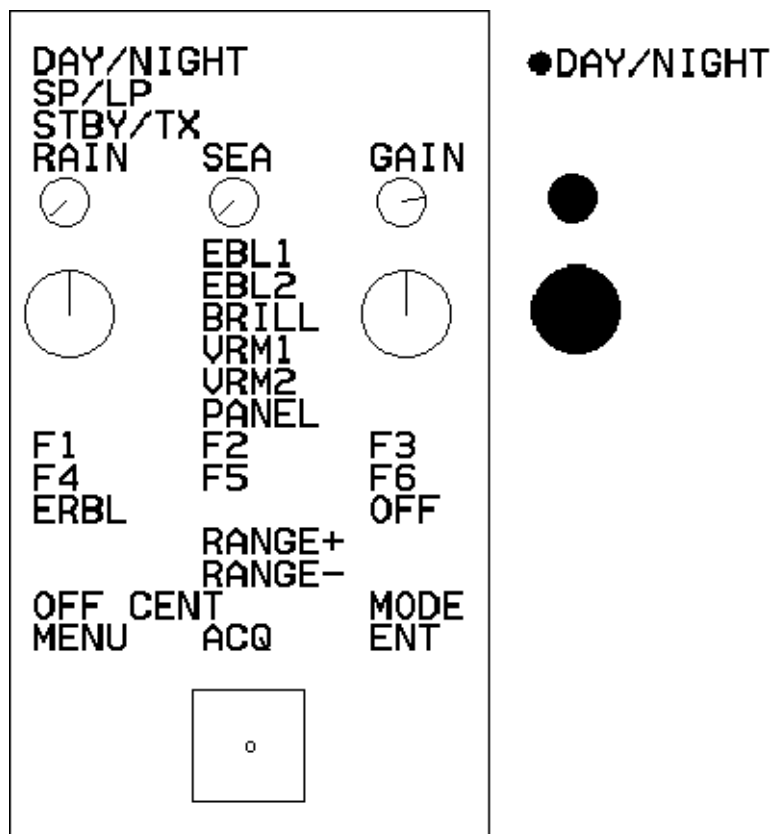 DAY/NIGHT ●DAY/NIGHT
SP/LP
STBY/TX
RAIN SEA GAIN
EBL1
EBL2
BRILL
VRM1
VRM2
PANEL
F1 F2 F3
F4 F5 F6
ERBL OFF
RANGE+
RANGE-
OFF CENT MODE
MENU ACQ ENT